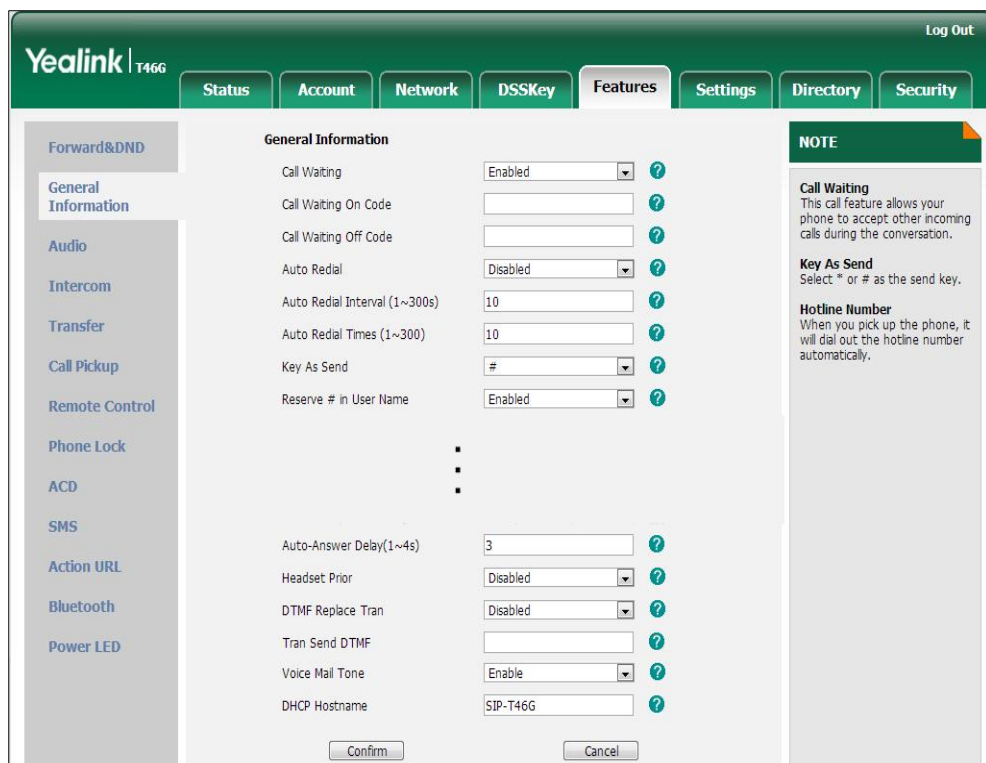 Log Out
Yealink T46G
Status Account Network DSSKey Features Settings Directory Security
Forward&DND
General
Information
Audio
Intercom
Transfer
Call Pickup
Remote Control
Phone Lock
ACD
SMS
Action URL
Bluetooth
Power LED
General Information
Call Waiting Enabled ?
Call Waiting On Code ?
Call Waiting Off Code ?
Auto Redial Disabled ?
Auto Redial Interval (1~300s) 10 ?
Auto Redial Times (1~300) 10 ?
Key As Send # ?
Reserve # in User Name Enabled ?
Auto-Answer Delay(1~4s) 3 ?
Headset Prior Disabled ?
DTMF Replace Tran Disabled ?
Tran Send DTMF ?
Voice Mail Tone Enable ?
DHCP Hostname SIP-T46G ?
Confirm Cancel
NOTE
Call Waiting
This call feature allows your
phone to accept other incoming
calls during the conversation.
Key As Send
Select * or # as the send key.
Hotline Number
When you pick up the phone, it
will dial out the hotline number
automatically.